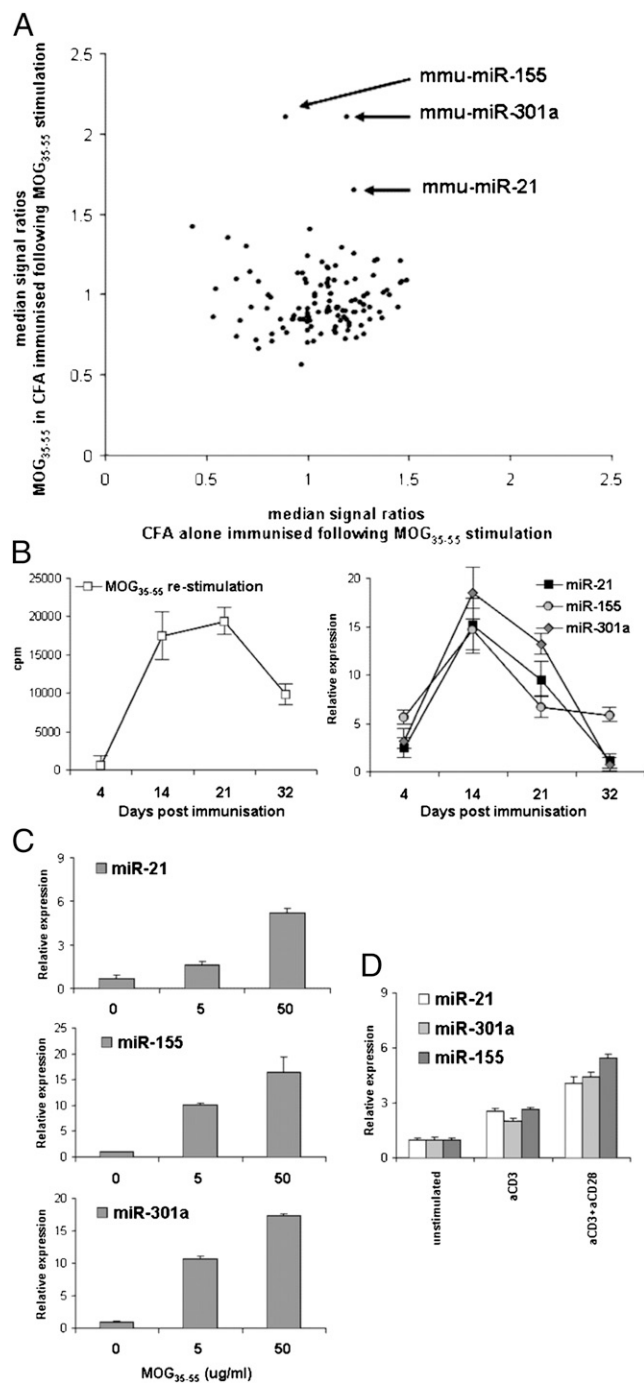 A
median signal ratios
MOG35-55 in CFA immunised following MOG35-55 stimulation
2.5
2
1.5
1
0.5
0
mmu-miR-155
mmu-miR-301a
mmu-miR-21
0 0.5 1 1.5 2 2.5
median signal ratios
CFA alone immunised following MOG35-55 stimulation
B
cpm
25000
20000
15000
10000
5000
0
MOG35-55 re-stimulation
4 14 21 32
Days post immunisation
Relative expression
20
15
10
5
0
miR-21
miR-155
miR-301a
4 14 21 32
Days post immunisation
C
Relative expression
9
6
3
0
miR-21
0 5 50
Relative expression
25
20
15
10
5
0
miR-155
0 5 50
Relative expression
20
15
10
5
0
miR-301a
0 5 50
MOG35-55 (ug/ml)
D
Relative expression
9
6
3
0
miR-21
miR-301a
miR-155
unstimulated
aCD3
aCD3+aCD28